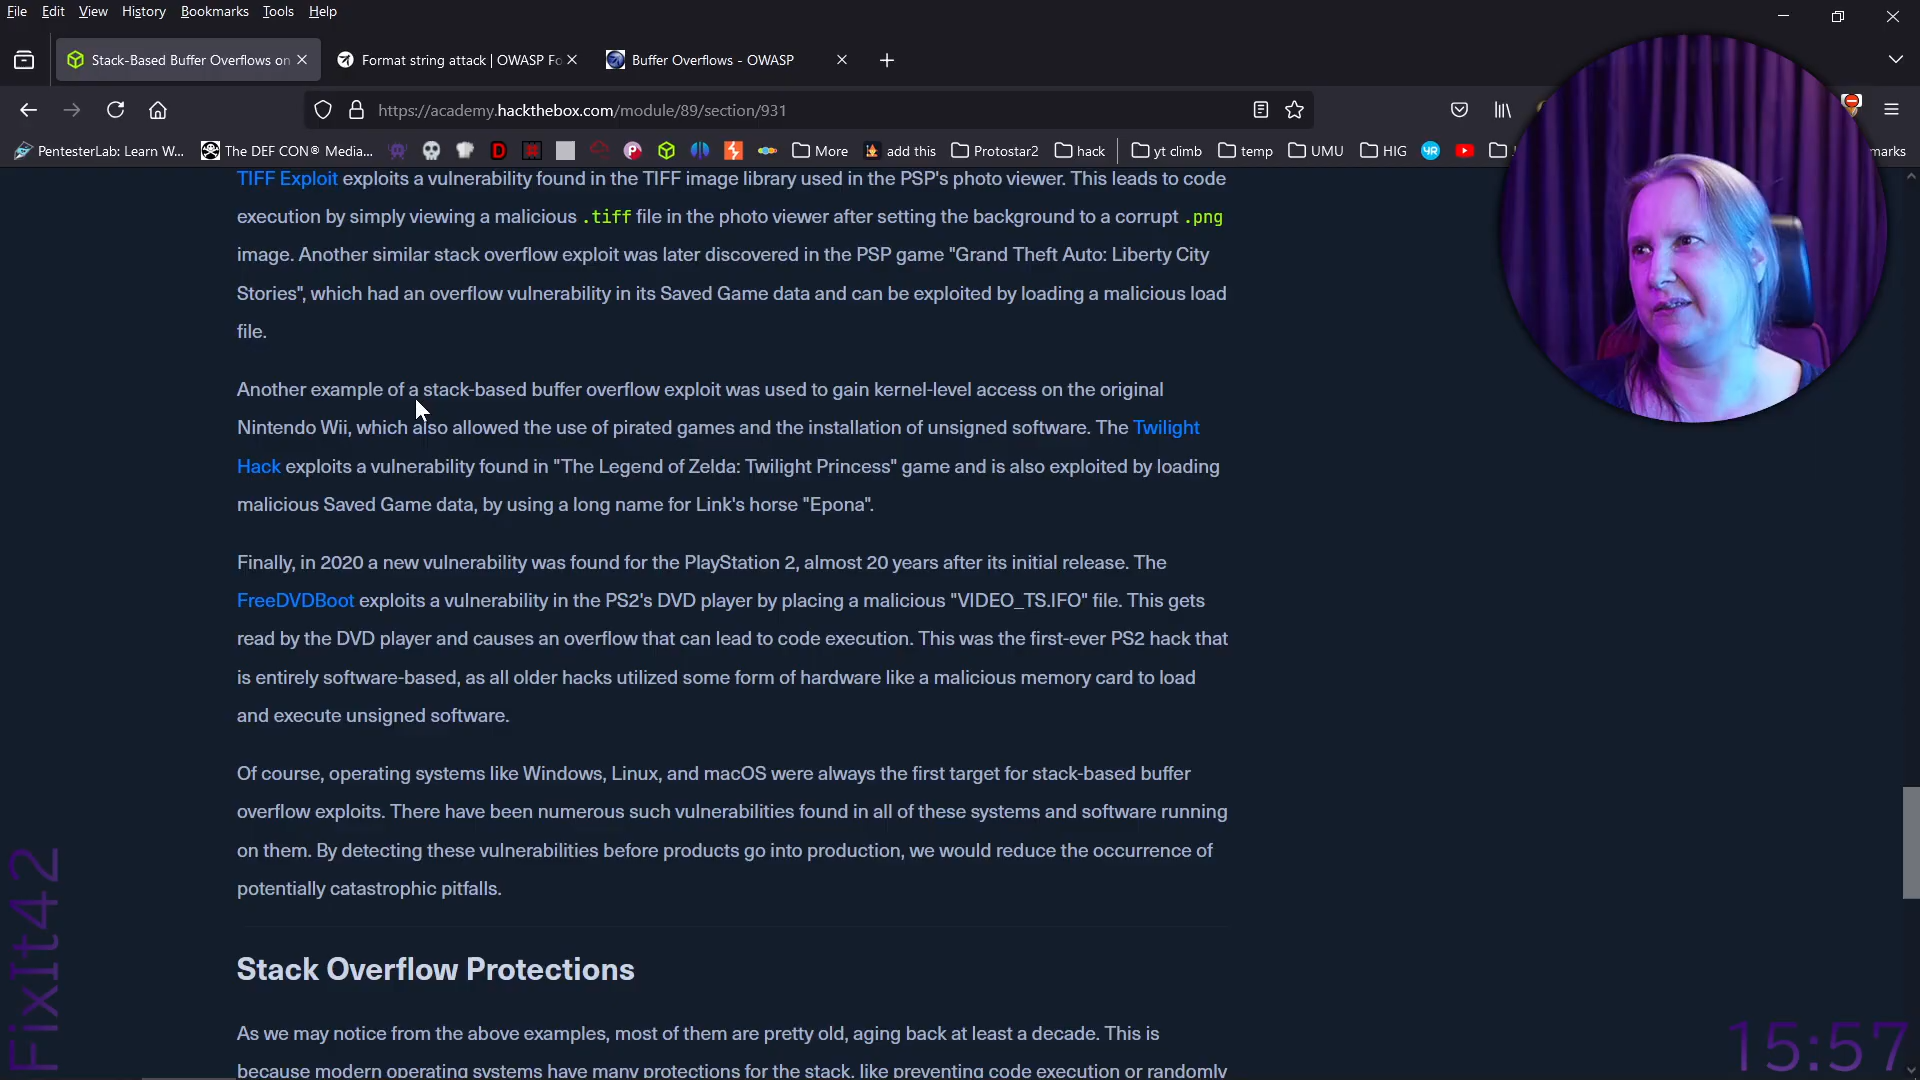 File Edit View History Bookmarks Tools Help
Stack-Based Buffer Overflows on
Format string attack | OWASP Fo
Buffer Overflows - OWASP
https://academy.hackthebox.com/module/89/section/931
PentesterLab: Learn W... The DEF CON® Media... More add this Protostar2 hack yt climb temp UMU HIG marks
TIFF Exploit exploits a vulnerability found in the TIFF image library used in the PSP's photo viewer. This leads to code
execution by simply viewing a malicious .tiff file in the photo viewer after setting the background to a corrupt .png
image. Another similar stack overflow exploit was later discovered in the PSP game "Grand Theft Auto: Liberty City
Stories", which had an overflow vulnerability in its Saved Game data and can be exploited by loading a malicious load
file.
Another example of a stack-based buffer overflow exploit was used to gain kernel-level access on the original
Nintendo Wii, which also allowed the use of pirated games and the installation of unsigned software. The Twilight
Hack exploits a vulnerability found in "The Legend of Zelda: Twilight Princess" game and is also exploited by loading
malicious Saved Game data, by using a long name for Link's horse "Epona".
Finally, in 2020 a new vulnerability was found for the PlayStation 2, almost 20 years after its initial release. The
FreeDVDBoot exploits a vulnerability in the PS2's DVD player by placing a malicious "VIDEO_TS.IFO" file. This gets
read by the DVD player and causes an overflow that can lead to code execution. This was the first-ever PS2 hack that
is entirely software-based, as all older hacks utilized some form of hardware like a malicious memory card to load
and execute unsigned software.
Of course, operating systems like Windows, Linux, and macOS were always the first target for stack-based buffer
overflow exploits. There have been numerous such vulnerabilities found in all of these systems and software running
on them. By detecting these vulnerabilities before products go into production, we would reduce the occurrence of
potentially catastrophic pitfalls.
Stack Overflow Protections
As we may notice from the above examples, most of them are pretty old, aging back at least a decade. This is
because modern operating systems have many protections for the stack, like preventing code execution or randomly
FixIt42
15:57